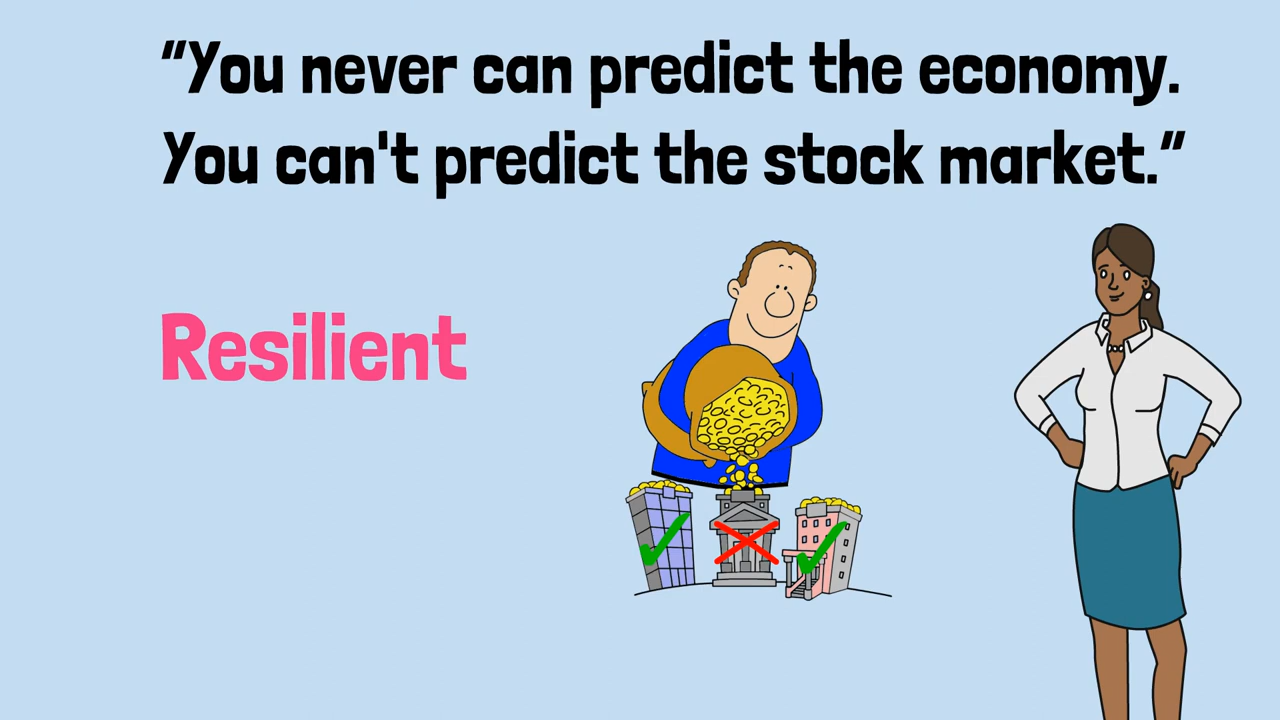 “You never can predict the economy.
You can't predict the stock market.”
Resilient